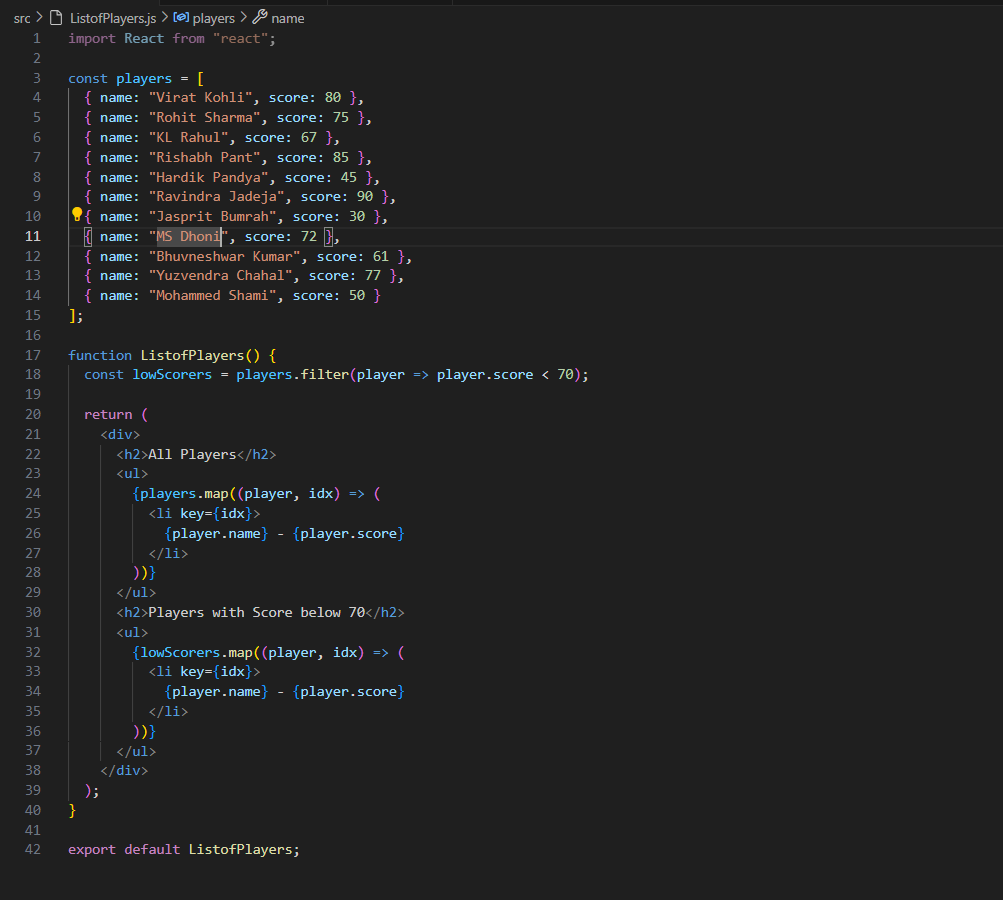 src > ListofPlayers.js > players > name
1 import React from "react";
2
3 const players = [
4   { name: "Virat Kohli", score: 80 },
5   { name: "Rohit Sharma", score: 75 },
6   { name: "KL Rahul", score: 67 },
7   { name: "Rishabh Pant", score: 85 },
8   { name: "Hardik Pandya", score: 45 },
9   { name: "Ravindra Jadeja", score: 90 },
10   { name: "Jasprit Bumrah", score: 30 },
11   { name: "MS Dhoni", score: 72 },
12   { name: "Bhuvneshwar Kumar", score: 61 },
13   { name: "Yuzvendra Chahal", score: 77 },
14   { name: "Mohammed Shami", score: 50 }
15 ];
16
17 function ListofPlayers() {
18   const lowScorers = players.filter(player => player.score < 70);
19
20   return (
21     <div>
22       <h2>All Players</h2>
23       <ul>
24         {players.map((player, idx) => (
25           <li key={idx}>
26             {player.name} - {player.score}
27           </li>
28         ))}
29       </ul>
30       <h2>Players with Score below 70</h2>
31       <ul>
32         {lowScorers.map((player, idx) => (
33           <li key={idx}>
34             {player.name} - {player.score}
35           </li>
36         ))}
37       </ul>
38     </div>
39   );
40 }
41
42 export default ListofPlayers;